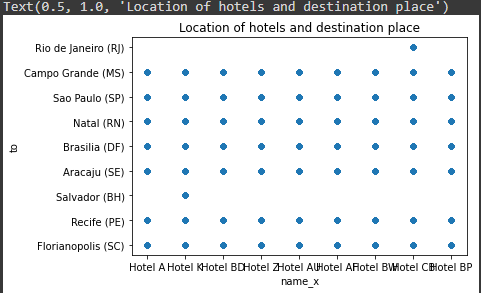 Text(0.5, 1.0, 'Location of hotels and destination place')
Location of hotels and destination place
Rio de Janeiro (RJ)
Campo Grande (MS)
Sao Paulo (SP)
Natal (RN)
Brasilia (DF)
Aracaju (SE)
Salvador (BH)
Recife (PE)
Florianopolis (SC)
to
Hotel A Hotel K Hotel BD Hotel Z Hotel AU Hotel AF Hotel BW Hotel CB Hotel BP
name_x